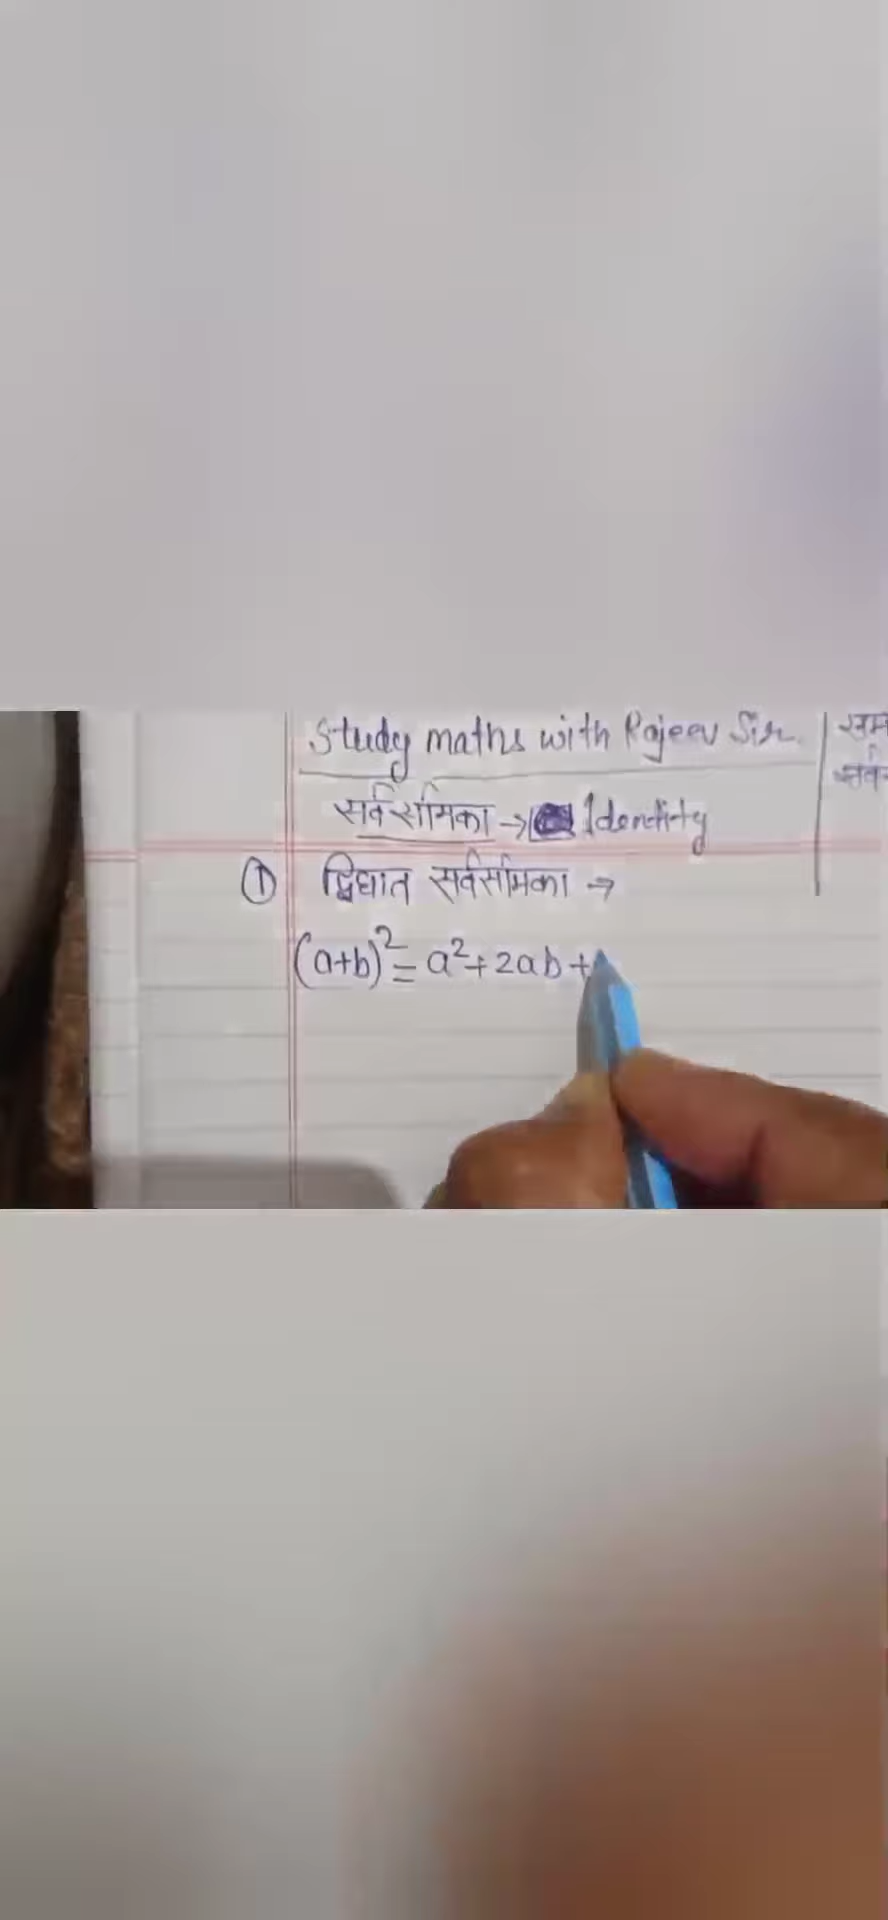 Study maths with Rajeev Sir.
सर्वसमिका → Identity
① द्विघात सर्वसमिका →
(a+b)²= a²+2ab+